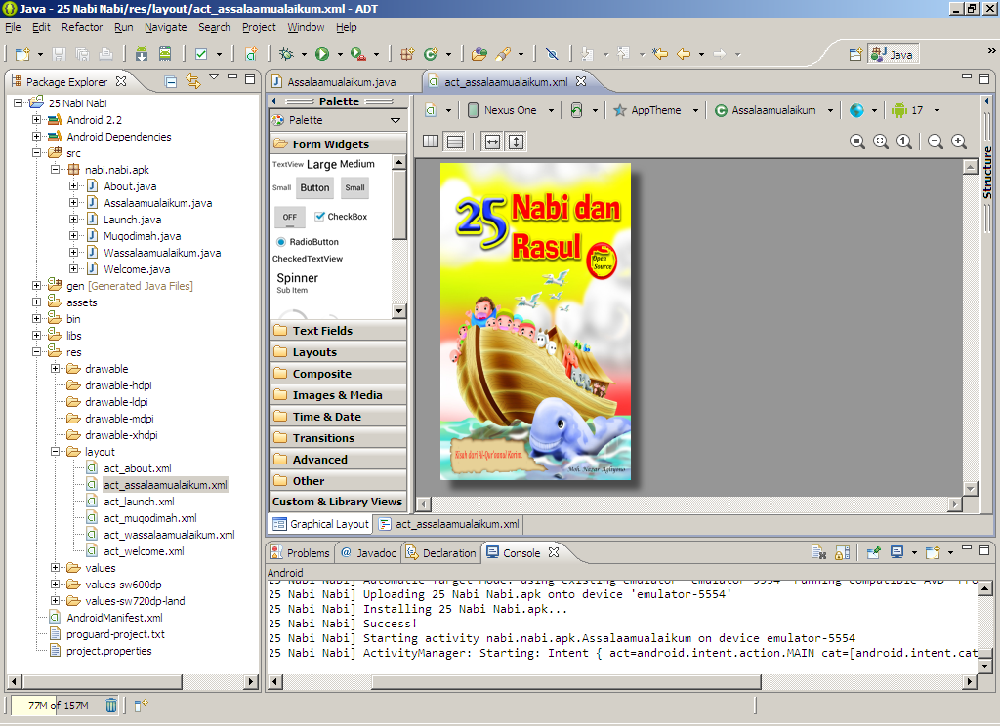 Java - 25 Nabi Nabi/res/layout/act_assalaamualaikum.xml - ADT
File Edit Refactor Run Navigate Search Project Window Help
Java
Package Explorer
25 Nabi Nabi
Android 2.2
Android Dependencies
src
nabi.nabi.apk
About.java
Assalaamualaikum.java
Launch.java
Muqodimah.java
Wassalaamualaikum.java
Welcome.java
gen [Generated Java Files]
assets
bin
libs
res
drawable
drawable-hdpi
drawable-ldpi
drawable-mdpi
drawable-xhdpi
layout
act_about.xml
act_assalaamualaikum.xml
act_launch.xml
act_muqodimah.xml
act_wassalaamualaikum.xml
act_welcome.xml
values
values-sw600dp
values-sw720dp-land
AndroidManifest.xml
proguard-project.txt
project.properties
77M of 157M
Assalaamualaikum.java
act_assalaamualaikum.xml
Palette
Palette
Form Widgets
TextView Large Medium
Small Button Small
OFF CheckBox
RadioButton
CheckedTextView
Spinner
Sub Item
Text Fields
Layouts
Composite
Images & Media
Time & Date
Transitions
Advanced
Other
Custom & Library Views
Nexus One AppTheme Assalaamualaikum 17
Structure
25 Nabi dan
Rasul
Open
Source
Kisah dari Al-Qur'aanul Kariim.
Moh. Nazar Agliyono
Graphical Layout
act_assalaamualaikum.xml
Problems Javadoc Declaration Console
Android
25 Nabi Nabi] Automatic Target Mode: using existing emulator 'emulator-5554' running compatible AVD
25 Nabi Nabi] Uploading 25 Nabi Nabi.apk onto device 'emulator-5554'
25 Nabi Nabi] Installing 25 Nabi Nabi.apk...
25 Nabi Nabi] Success!
25 Nabi Nabi] Starting activity nabi.nabi.apk.Assalaamualaikum on device emulator-5554
25 Nabi Nabi] ActivityManager: Starting: Intent { act=android.intent.action.MAIN cat=[android.intent.cat